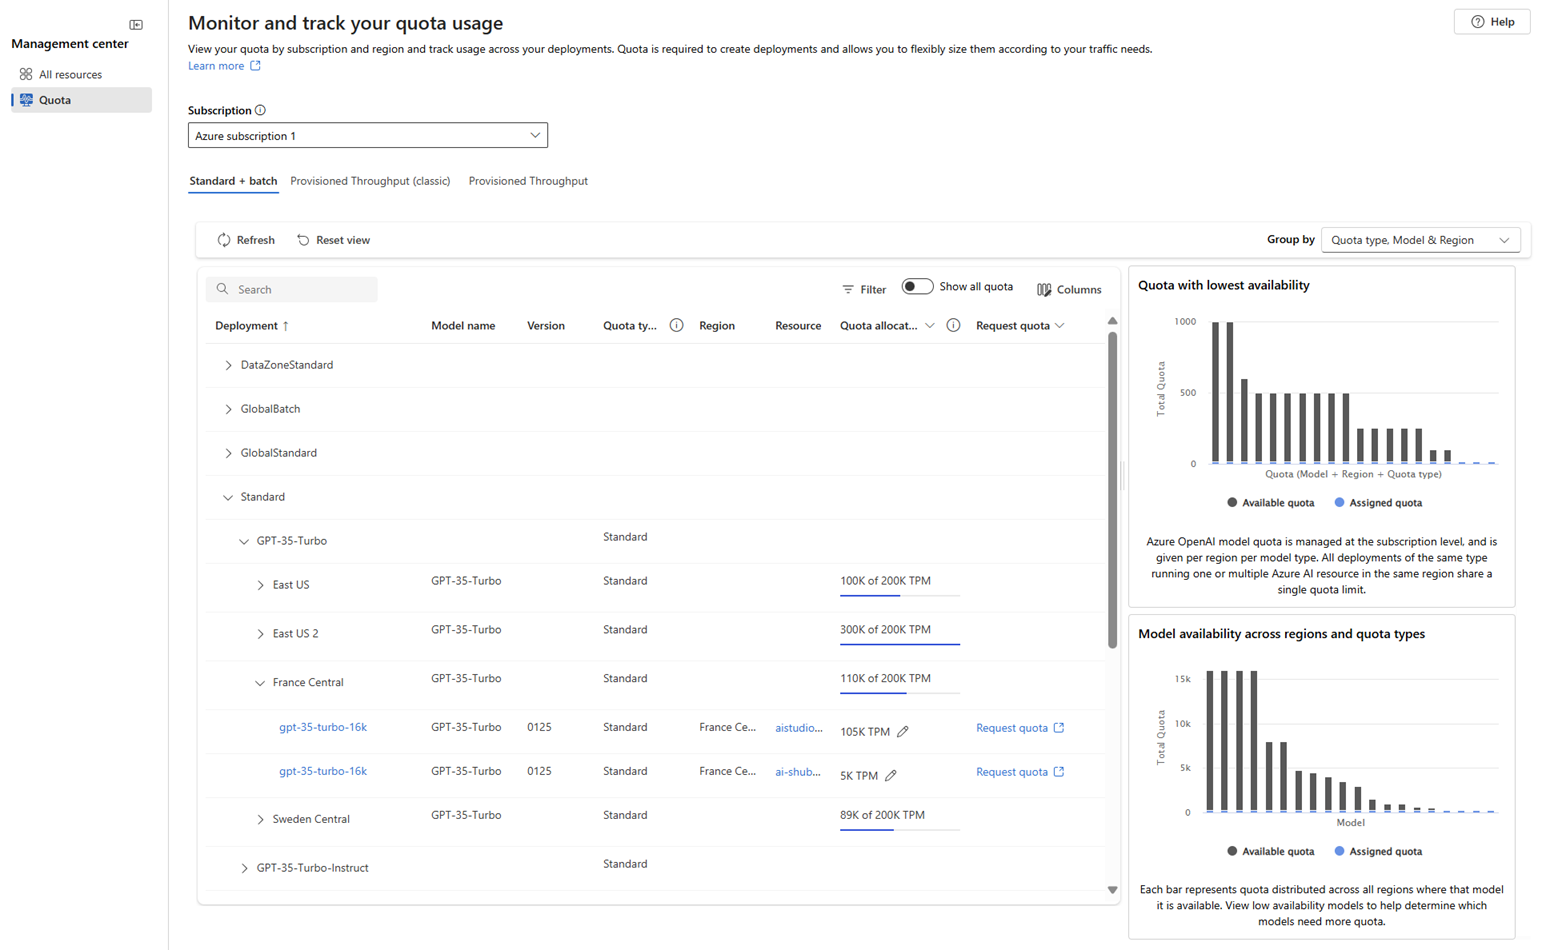 Management center
All resources
Quota
Monitor and track your quota usage
Help
View your quota by subscription and region and track usage across your deployments. Quota is required to create deployments and allows you to flexibly size them according to your traffic needs.
Learn more
Subscription
Azure subscription 1
Standard + batch Provisioned Throughput (classic) Provisioned Throughput
Refresh Reset view Group by Quota type, Model & Region
Search Filter Show all quota Columns
Deployment ↑ Model name Version Quota ty... Region Resource Quota allocat... Request quota
DataZoneStandard
GlobalBatch
GlobalStandard
Standard
GPT-35-Turbo Standard
East US GPT-35-Turbo Standard 100K of 200K TPM
East US 2 GPT-35-Turbo Standard 300K of 200K TPM
France Central GPT-35-Turbo Standard 110K of 200K TPM
gpt-35-turbo-16k GPT-35-Turbo 0125 Standard France Ce... aistudio... 105K TPM Request quota
gpt-35-turbo-16k GPT-35-Turbo 0125 Standard France Ce... ai-shub... 5K TPM Request quota
Sweden Central GPT-35-Turbo Standard 89K of 200K TPM
GPT-35-Turbo-Instruct Standard
Quota with lowest availability
1000
500
0
Total Quota
Quota (Model + Region + Quota type)
Available quota Assigned quota
Azure OpenAI model quota is managed at the subscription level, and is
given per region per model type. All deployments of the same type
running one or multiple Azure AI resource in the same region share a
single quota limit.
Model availability across regions and quota types
15k
10k
5k
0
Total Quota
Model
Available quota Assigned quota
Each bar represents quota distributed across all regions where that model
it is available. View low availability models to help determine which
models need more quota.